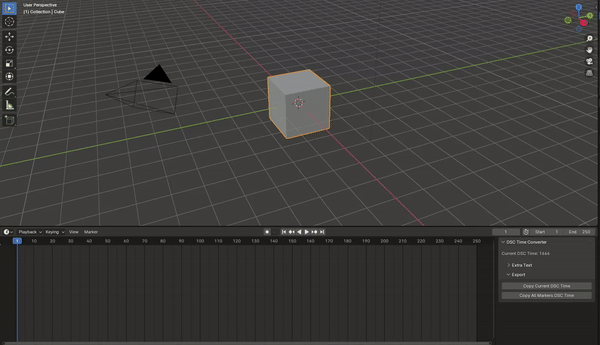 User Perspective
(1) Collection | Cube
Playback Keying View Marker 1 Start 1 End 250
1 10 20 30 40 50 60 70 80 90 100 110 120 130 140 150 160 170 180 190 200 210 220 230 240 250
DSC Time Converter
Current DSC Time: 1666
Extra Text
Export
Copy Current DSC Time
Copy All Markers DSC Time